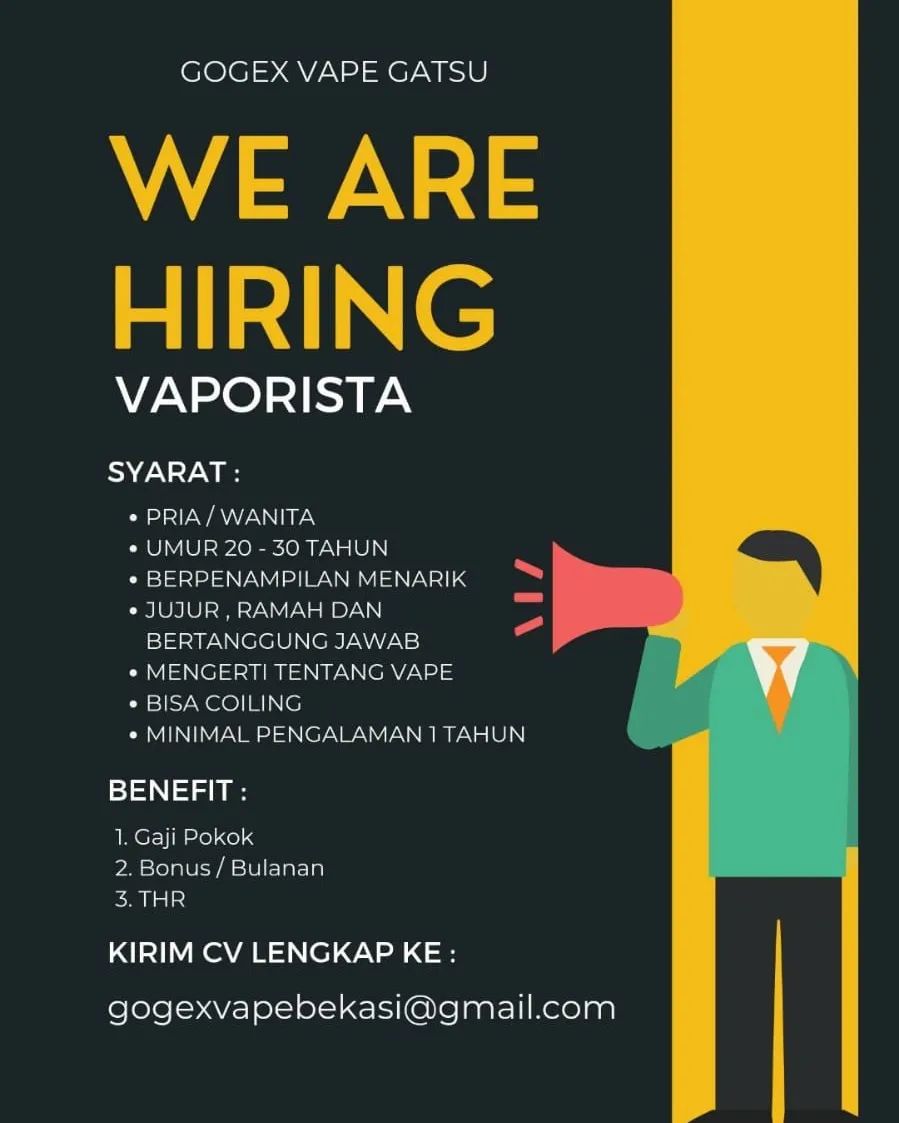 GOGEX VAPE GATSU
WE ARE
HIRING
VAPORISTA
SYARAT :
• PRIA / WANITA
• UMUR 20 - 30 TAHUN
• BERPENAMPILAN MENARIK
• JUJUR , RAMAH DAN
BERTANGGUNG JAWAB
• MENGERTI TENTANG VAPE
• BISA COILING
• MINIMAL PENGALAMAN 1 TAHUN
BENEFIT :
1. Gaji Pokok
2. Bonus / Bulanan
3. THR
KIRIM CV LENGKAP KE :
gogexvapebekasi@gmail.com